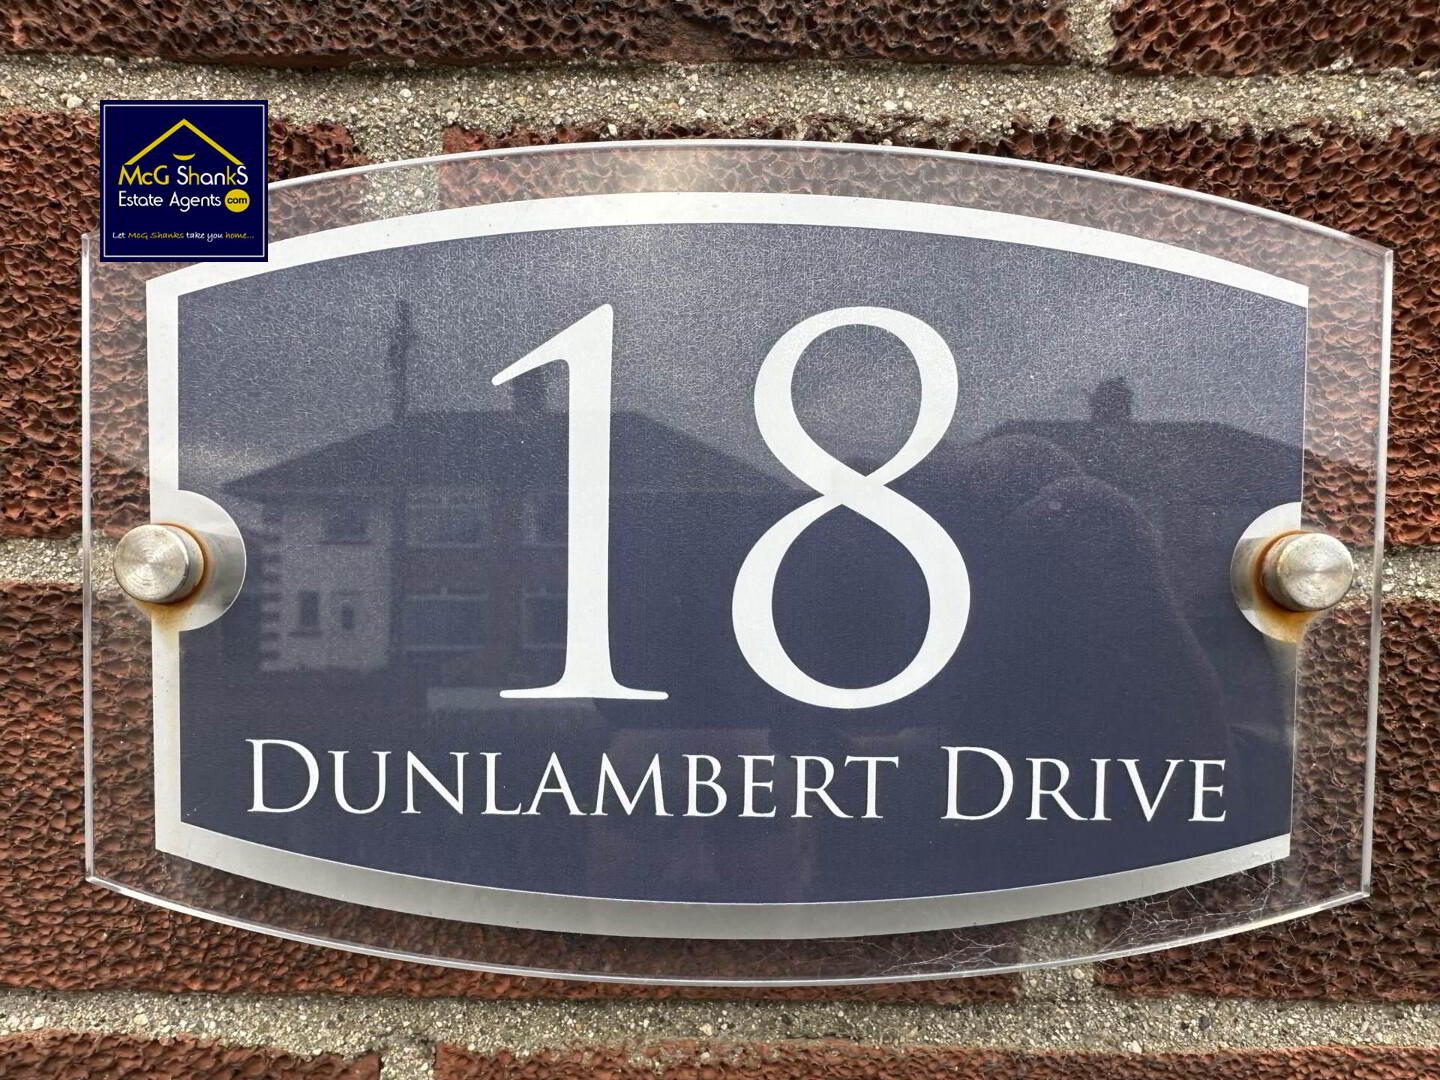 McG ShankS
Estate Agents .com
Let McG Shanks take you home...
18
DUNLAMBERT DRIVE